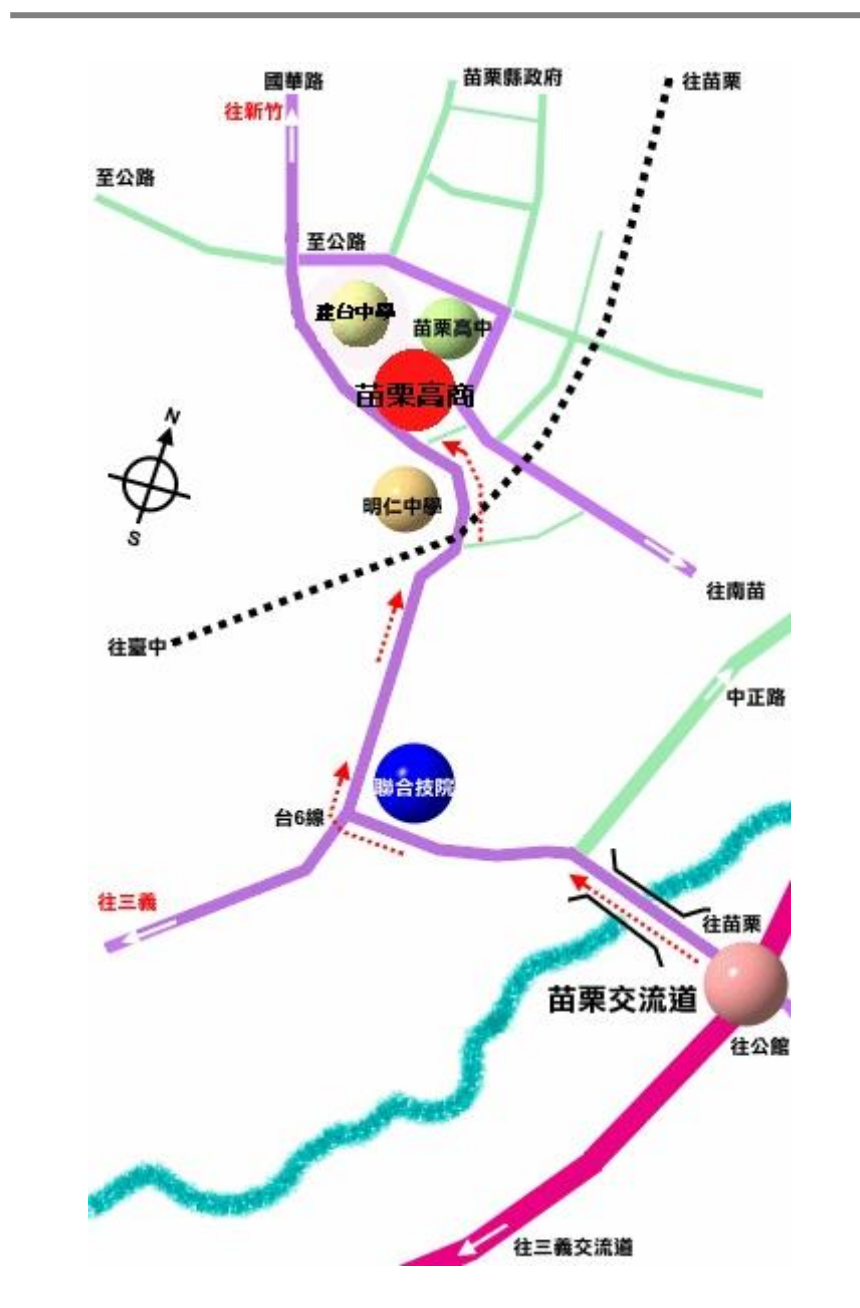 國華路
苗栗縣政府
往苗栗
往新竹
至公路
至公路
建台中學
苗栗高中
苗栗高商
N
S
明仁中學
往南苗
往臺中
中正路
聯合技院
台6線
往三義
往苗栗
苗栗交流道
往公館
往三義交流道